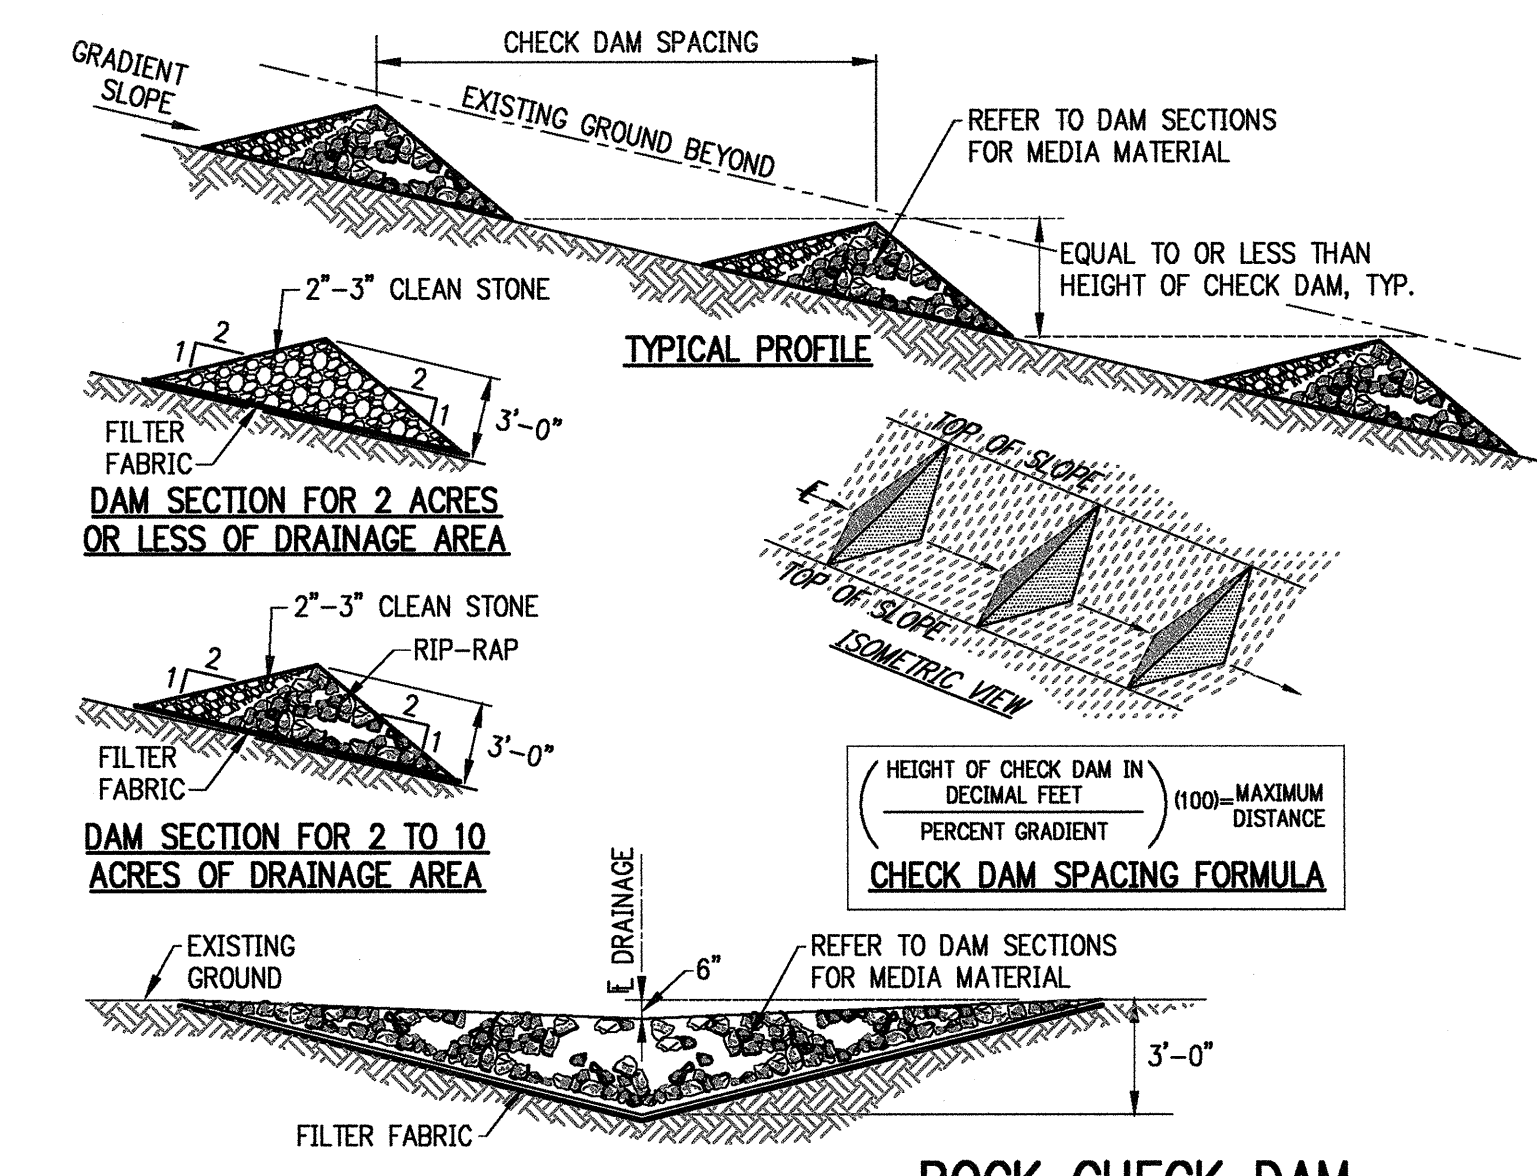 CHECK DAM SPACING
GRADIENT
SLOPE
EXISTING GROUND BEYOND
REFER TO DAM SECTIONS
FOR MEDIA MATERIAL
EQUAL TO OR LESS THAN
HEIGHT OF CHECK DAM, TYP.
TYPICAL PROFILE
2"-3" CLEAN STONE
2
1
2
1
3'-0"
FILTER
FABRIC
DAM SECTION FOR 2 ACRES
OR LESS OF DRAINAGE AREA
TOP OF SLOPE
℄
TOP OF SLOPE
ISOMETRIC VIEW
2"-3" CLEAN STONE
RIP-RAP
2
1
2
1
3'-0"
FILTER
FABRIC
DAM SECTION FOR 2 TO 10
ACRES OF DRAINAGE AREA
HEIGHT OF CHECK DAM IN
DECIMAL FEET
PERCENT GRADIENT
(100)=MAXIMUM
DISTANCE
CHECK DAM SPACING FORMULA
℄ DRAINAGE
EXISTING
GROUND
6"
REFER TO DAM SECTIONS
FOR MEDIA MATERIAL
3'-0"
FILTER FABRIC
ROCK CHECK DAM